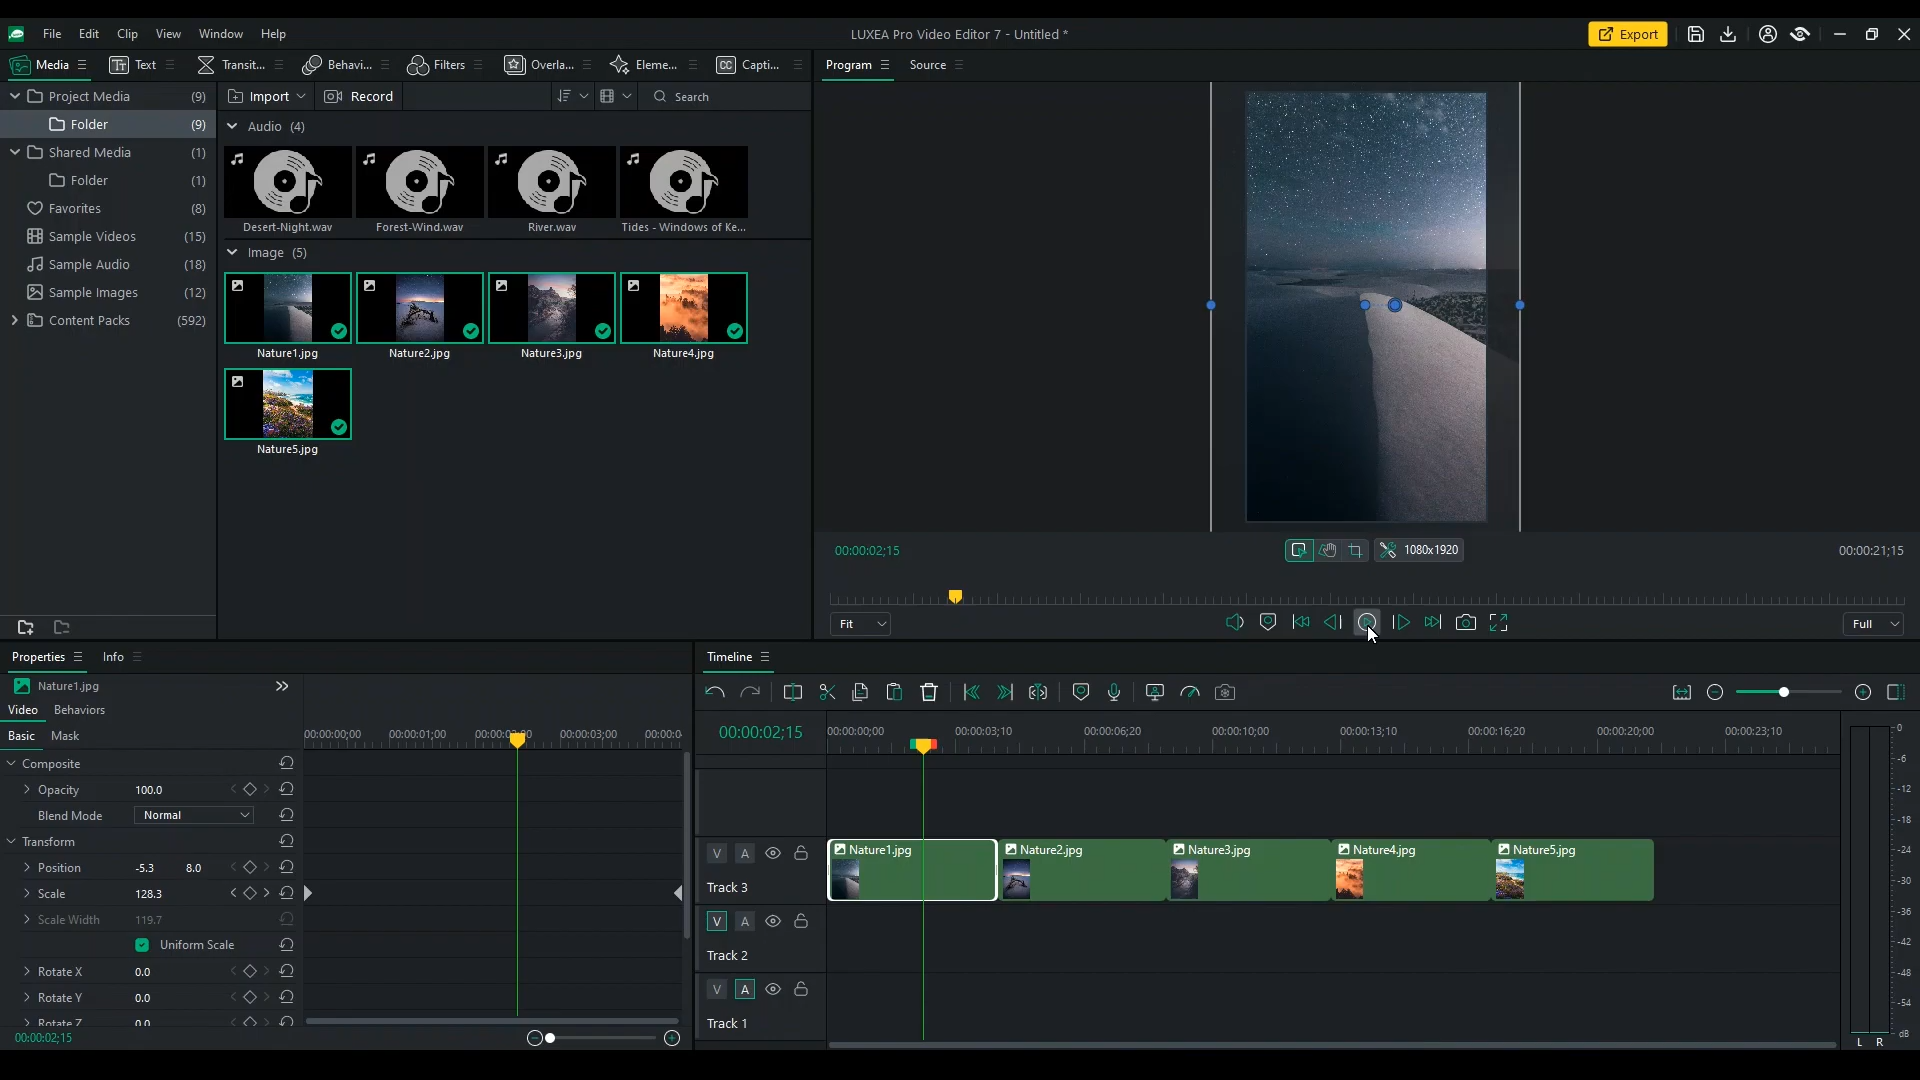 File Edit Clip View Window Help
LUXEA Pro Video Editor 7 - Untitled *
Export
Media Text Transit... Behavi... Filters Overla... Eleme... CC Capti...
Program Source
Project Media (9)
Folder (9)
Shared Media (1)
Folder (1)
Favorites (8)
Sample Videos (15)
Sample Audio (18)
Sample Images (12)
Content Packs (592)
Import Record Search
Audio (4)
Desert-Night.wav Forest-Wind.wav River.wav Tides - Windows of Ke...
Image (5)
Nature1.jpg Nature2.jpg Nature3.jpg Nature4.jpg
Nature5.jpg
00:00:02;15 1080x1920 00:00:21;15
Fit Full
Properties Info
Nature1.jpg
Video Behaviors
Basic Mask
00:00:00;00 00:00:01;00 00:00:03;00
Composite
Opacity 100.0
Blend Mode Normal
Transform
Position -5.3 8.0
Scale 128.3
Scale Width 119.7
Uniform Scale
Rotate X 0.0
Rotate Y 0.0
Rotate Z 0.0
00:00:02;15
Timeline
00:00:02;15 00:00:00;00 00:00:03;10 00:00:06;20 00:00:10;00 00:00:13;10 00:00:16;20 00:00:20;00 00:00:23;10
V A
Track 3
Nature1.jpg Nature2.jpg Nature3.jpg Nature4.jpg Nature5.jpg
V A
Track 2
V A
Track 1
0
-6
-12
-18
-24
-30
-36
-42
-48
-54
dB
L R